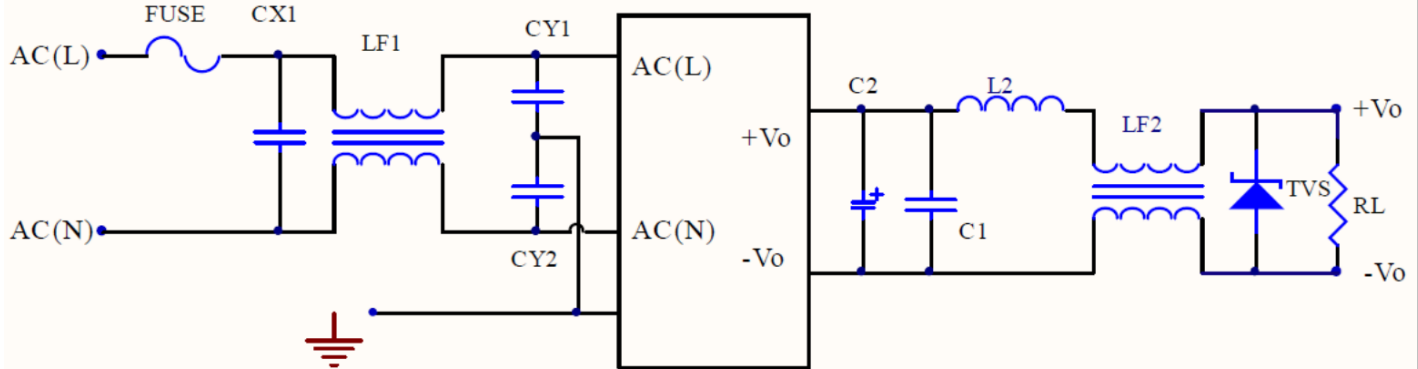 FUSE
CX1
LF1
CY1
AC(L)
AC(L)
C2
L2
+Vo
+Vo
LF2
+
TVS
RL
AC(N)
AC(N)
C1
CY2
-Vo
-Vo